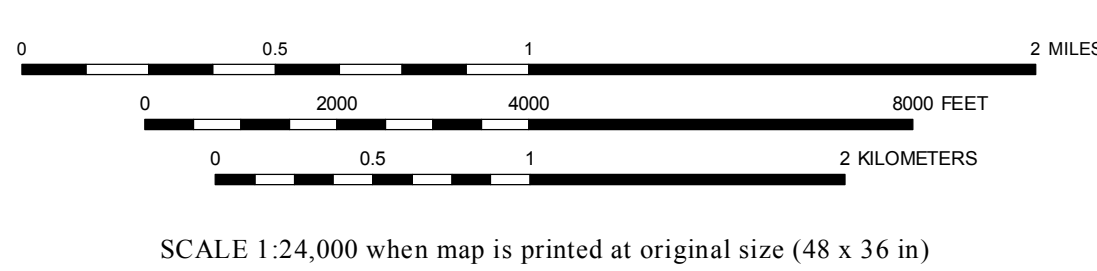 0 0.5 1 2 MILES
0 2000 4000 8000 FEET
0 0.5 1 2 KILOMETERS
SCALE 1:24,000 when map is printed at original size (48 x 36 in)